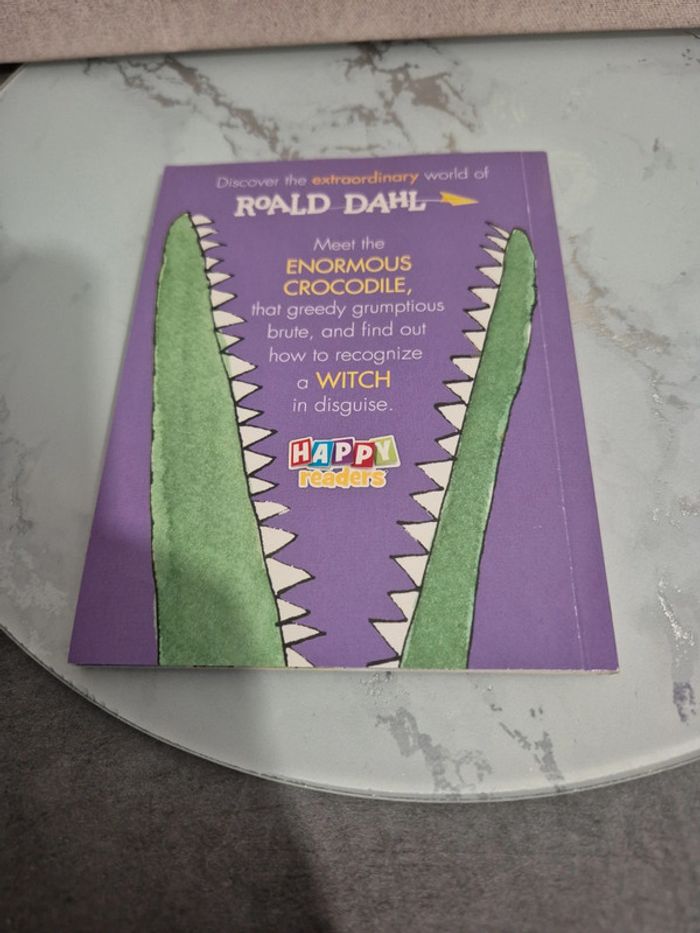 Discover the extraordinary world of
ROALD DAHL
Meet the
ENORMOUS
CROCODILE,
that greedy grumptious
brute, and find out
how to recognize
a WITCH
in disguise.
HAPPY
readers